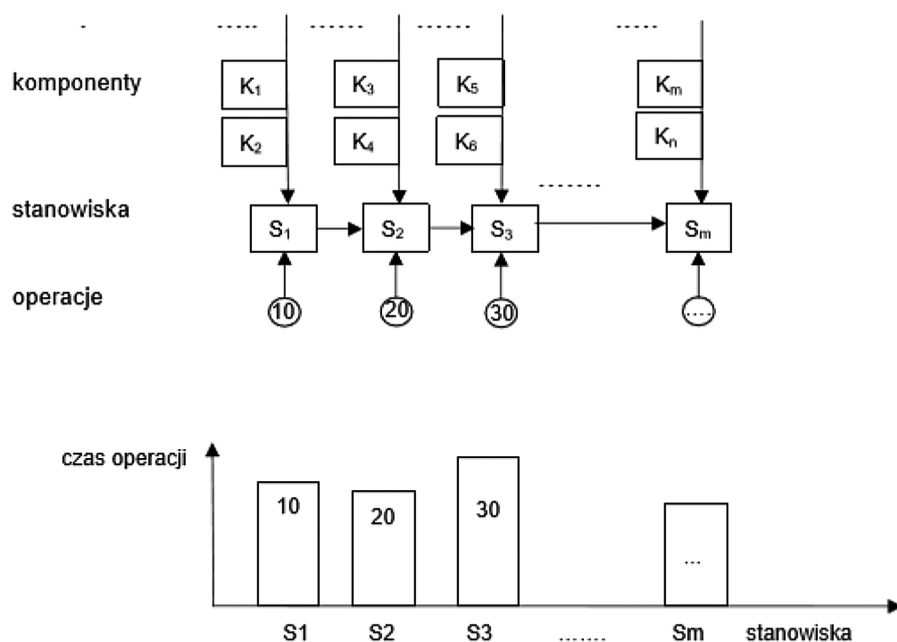 . ...... ....... ....... ......
komponenty K₁ K₃ K₅ Kₘ
K₂ K₄ K₆ Kₙ
........
stanowiska S₁ S₂ S₃ Sₘ
operacje 10 20 30 ....
czas operacji
10 20 30 ...
S1 S2 S3 ....... Sm stanowiska